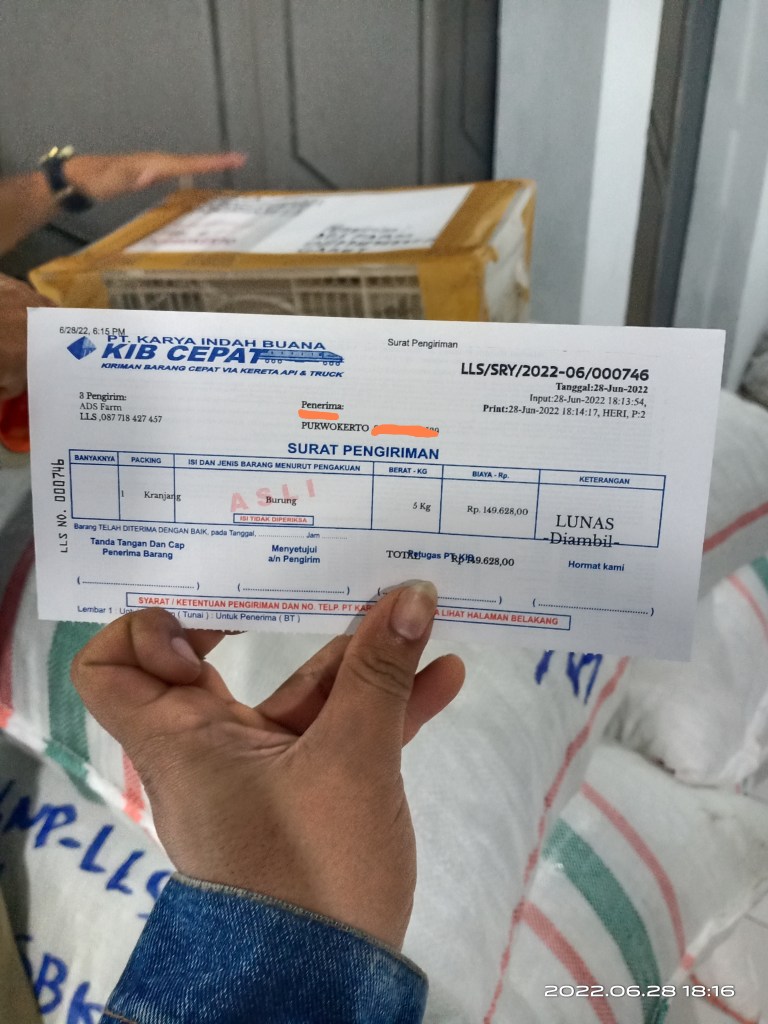 6/28/22, 6:15 PM
Surat Pengiriman
PT. KARYA INDAH BUANA
KIB CEPAT
KIRIMAN BARANG CEPAT VIA KERETA API & TRUCK
LLS/SRY/2022-06/000746
Tanggal:28-Jun-2022
Input:28-Jun-2022 18:13:54,
Print:28-Jun-2022 18:14:17, HERI, P:2
3 Pengirim:
ADS Farm
LLS ,087 718 427 457
Penerima:
PURWOKERTO
SURAT PENGIRIMAN
LLS NO. 000746
BANYAKNYA PACKING ISI DAN JENIS BARANG MENURUT PENGAKUAN BERAT - KG BIAYA - Rp. KETERANGAN
1 Kranjang Burung 5 Kg Rp. 149.628,00
ASLI
ISI TIDAK DIPERIKSA
LUNAS
-Diambil-
Barang TELAH DITERIMA DENGAN BAIK, pada Tanggal, Jam
Tanda Tangan Dan Cap
Penerima Barang
Menyetujui
a/n Pengirim
TOTAL Rp 149.628,00
Petugas PT. KIB
Hormat kami
SYARAT / KETENTUAN PENGIRIMAN DAN NO. TELP. PT LIHAT HALAMAN BELAKANG
Lembar 1 : ( Tunai ) : Untuk Penerima ( BT )
2022.06.28 18:16